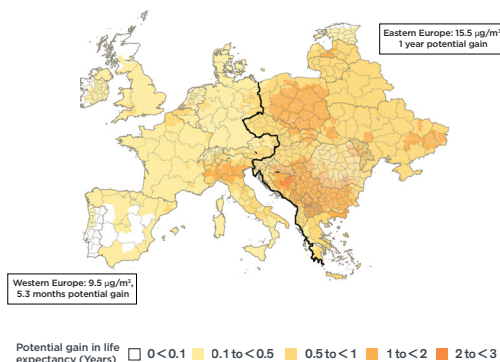 Eastern Europe: 15.5 µg/m³,
1 year potential gain
Western Europe: 9.5 µg/m³,
5.3 months potential gain
Potential gain in life
expectancy (Years)
0 < 0.1
0.1 to < 0.5
0.5 to < 1
1 to < 2
2 to < 3